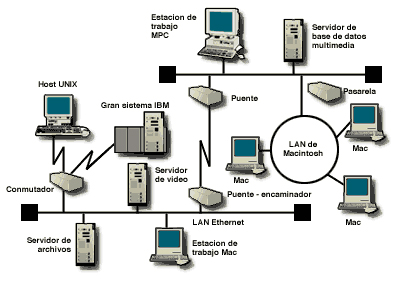 Estacion de
trabajo
MPC
Servidor de
base de datos
multimedia
Host UNIX
Gran sistema IBM
Puente
Pasarela
LAN de
Macintosh
Mac
Mac
Mac
Servidor
de video
Conmutador
Puente - encaminador
LAN Ethernet
Servidor de
archivos
Estacion de
trabajo Mac